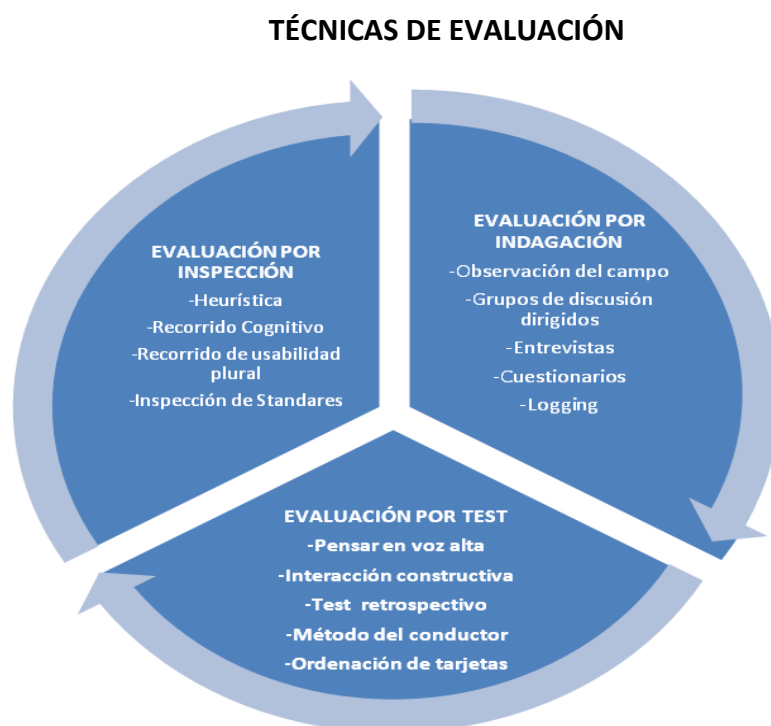 TÉCNICAS DE EVALUACIÓN
EVALUACIÓN POR
INSPECCIÓN
-Heurística
-Recorrido Cognitivo
-Recorrido de usabilidad
plural
-Inspección de Standares
EVALUACIÓN POR
INDAGACIÓN
-Observación del campo
-Grupos de discusión
dirigidos
-Entrevistas
-Cuestionarios
-Logging
EVALUACIÓN POR TEST
-Pensar en voz alta
-Interacción constructiva
-Test retrospectivo
-Método del conductor
-Ordenación de tarjetas